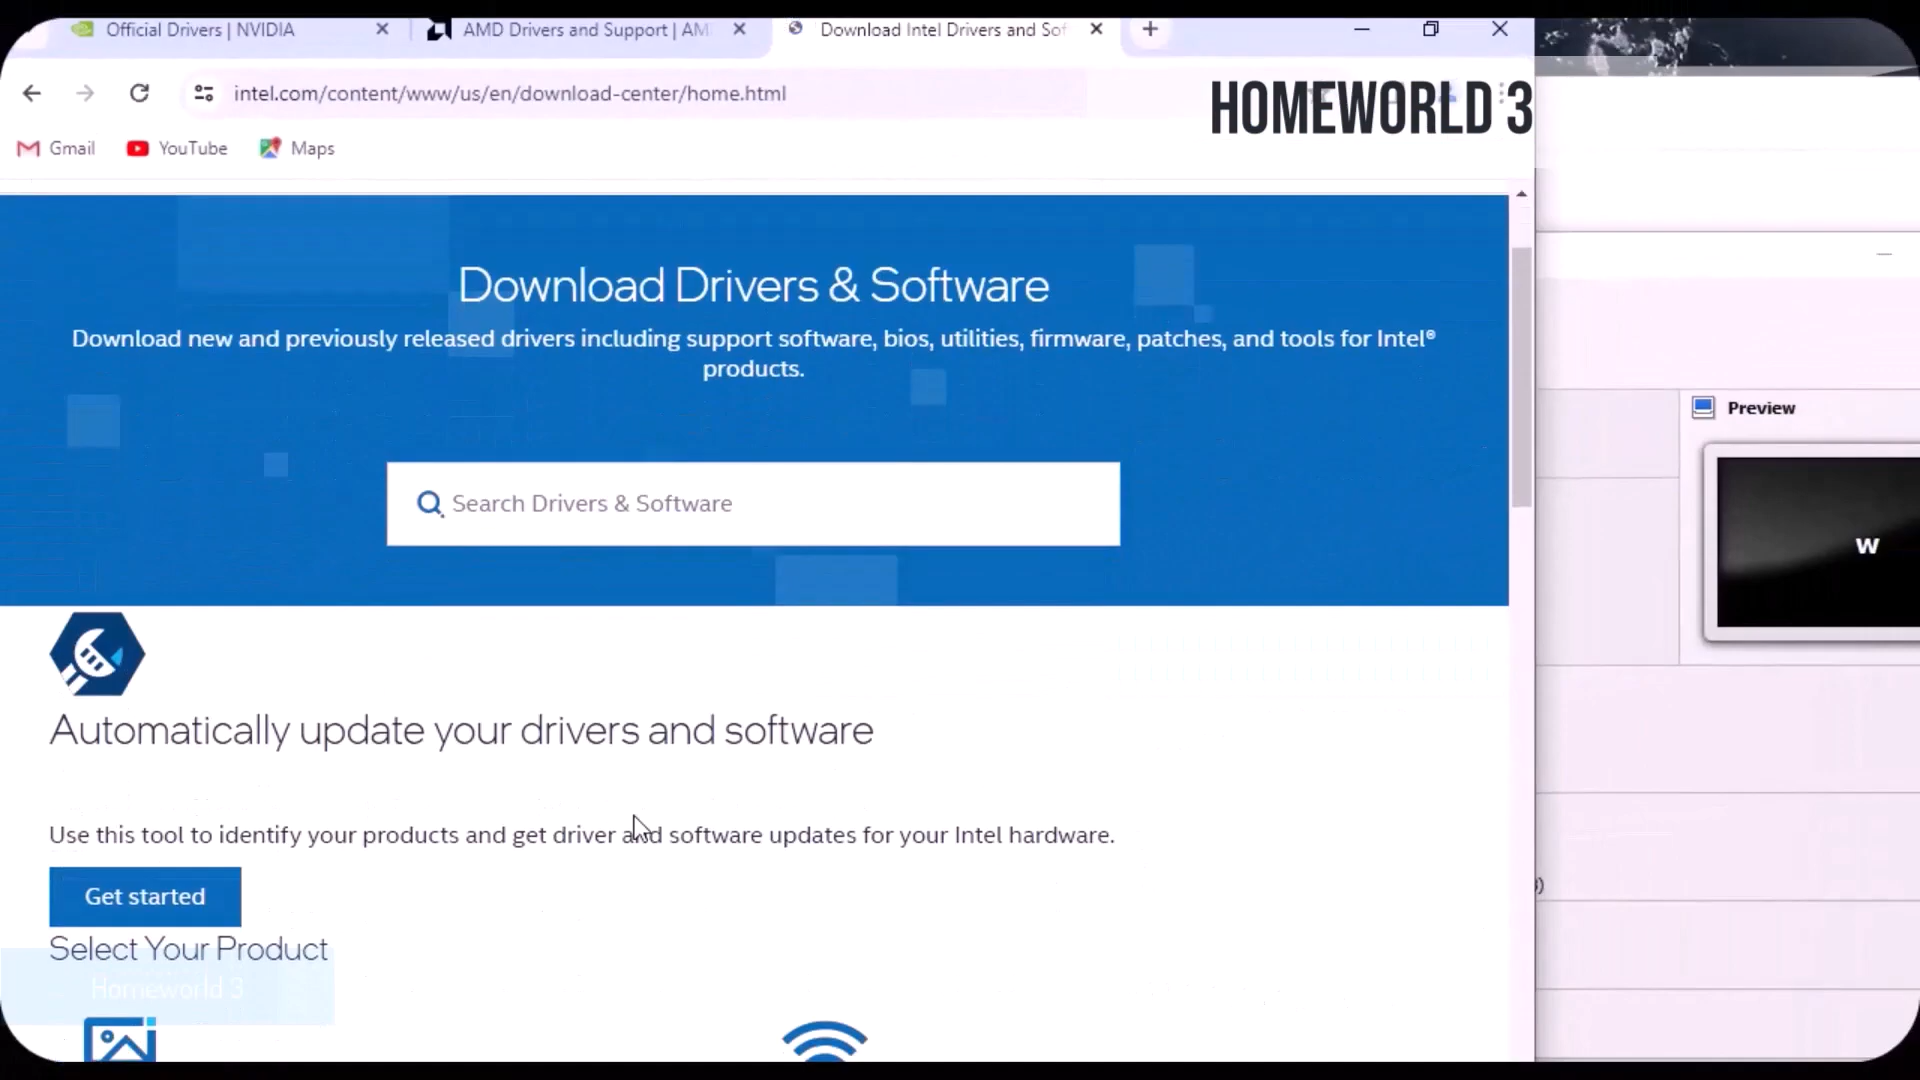 Official Drivers | NVIDIA
AMD Drivers and Support | AM
Download Intel Drivers and Sof
intel.com/content/www/us/en/download-center/home.html
HOMEWORLD 3
Gmail
YouTube
Maps
Download Drivers & Software
Download new and previously released drivers including support software, bios, utilities, firmware, patches, and tools for Intel®
products.
Preview
Search Drivers & Software
W
Automatically update your drivers and software
Use this tool to identify your products and get driver and software updates for your Intel hardware.
Get started
Select Your Product
Homeworld 3